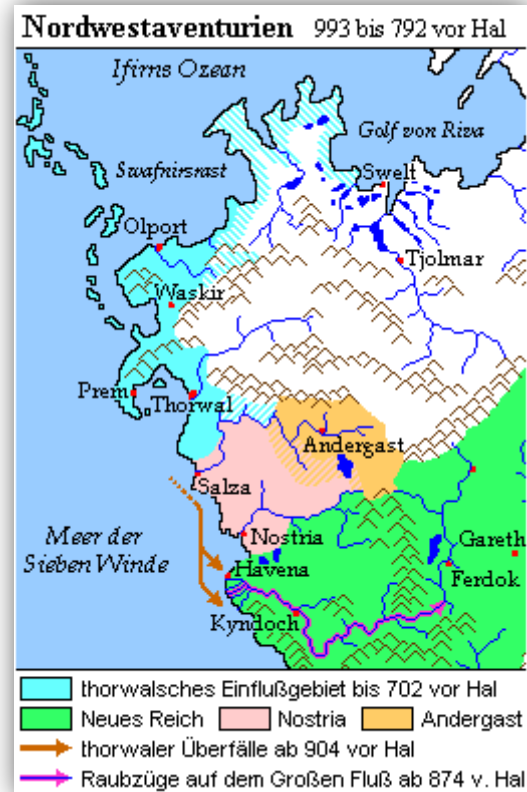 Nordwestaventurien 993 bis 792 vor Hal
Ifirns Ozean
Golf von Riva
Swafnirsrast
Swelt
Olport
Tjolmar
Waskir
Prem
Thorwal
Andergast
Salza
Meer der
Sieben Winde
Nostria
Gareth
Havena
Ferdok
Kyndoch
thorwalsches Einflußgebiet bis 702 vor Hal
Neues Reich Nostria Andergast
thorwaler Überfälle ab 904 vor Hal
Raubzüge auf dem Großen Fluß ab 874 v. Hal